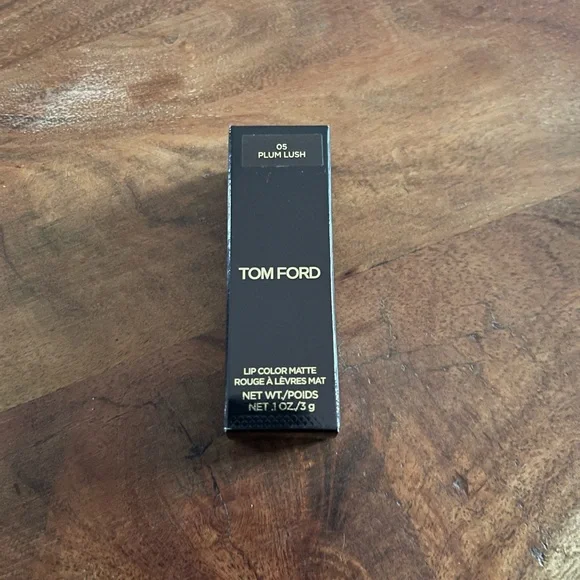 05
PLUM LUSH
TOM FORD
LIP COLOR MATTE
ROUGE À LÈVRES MAT
NET WT./POIDS
NET .1 OZ./3 g